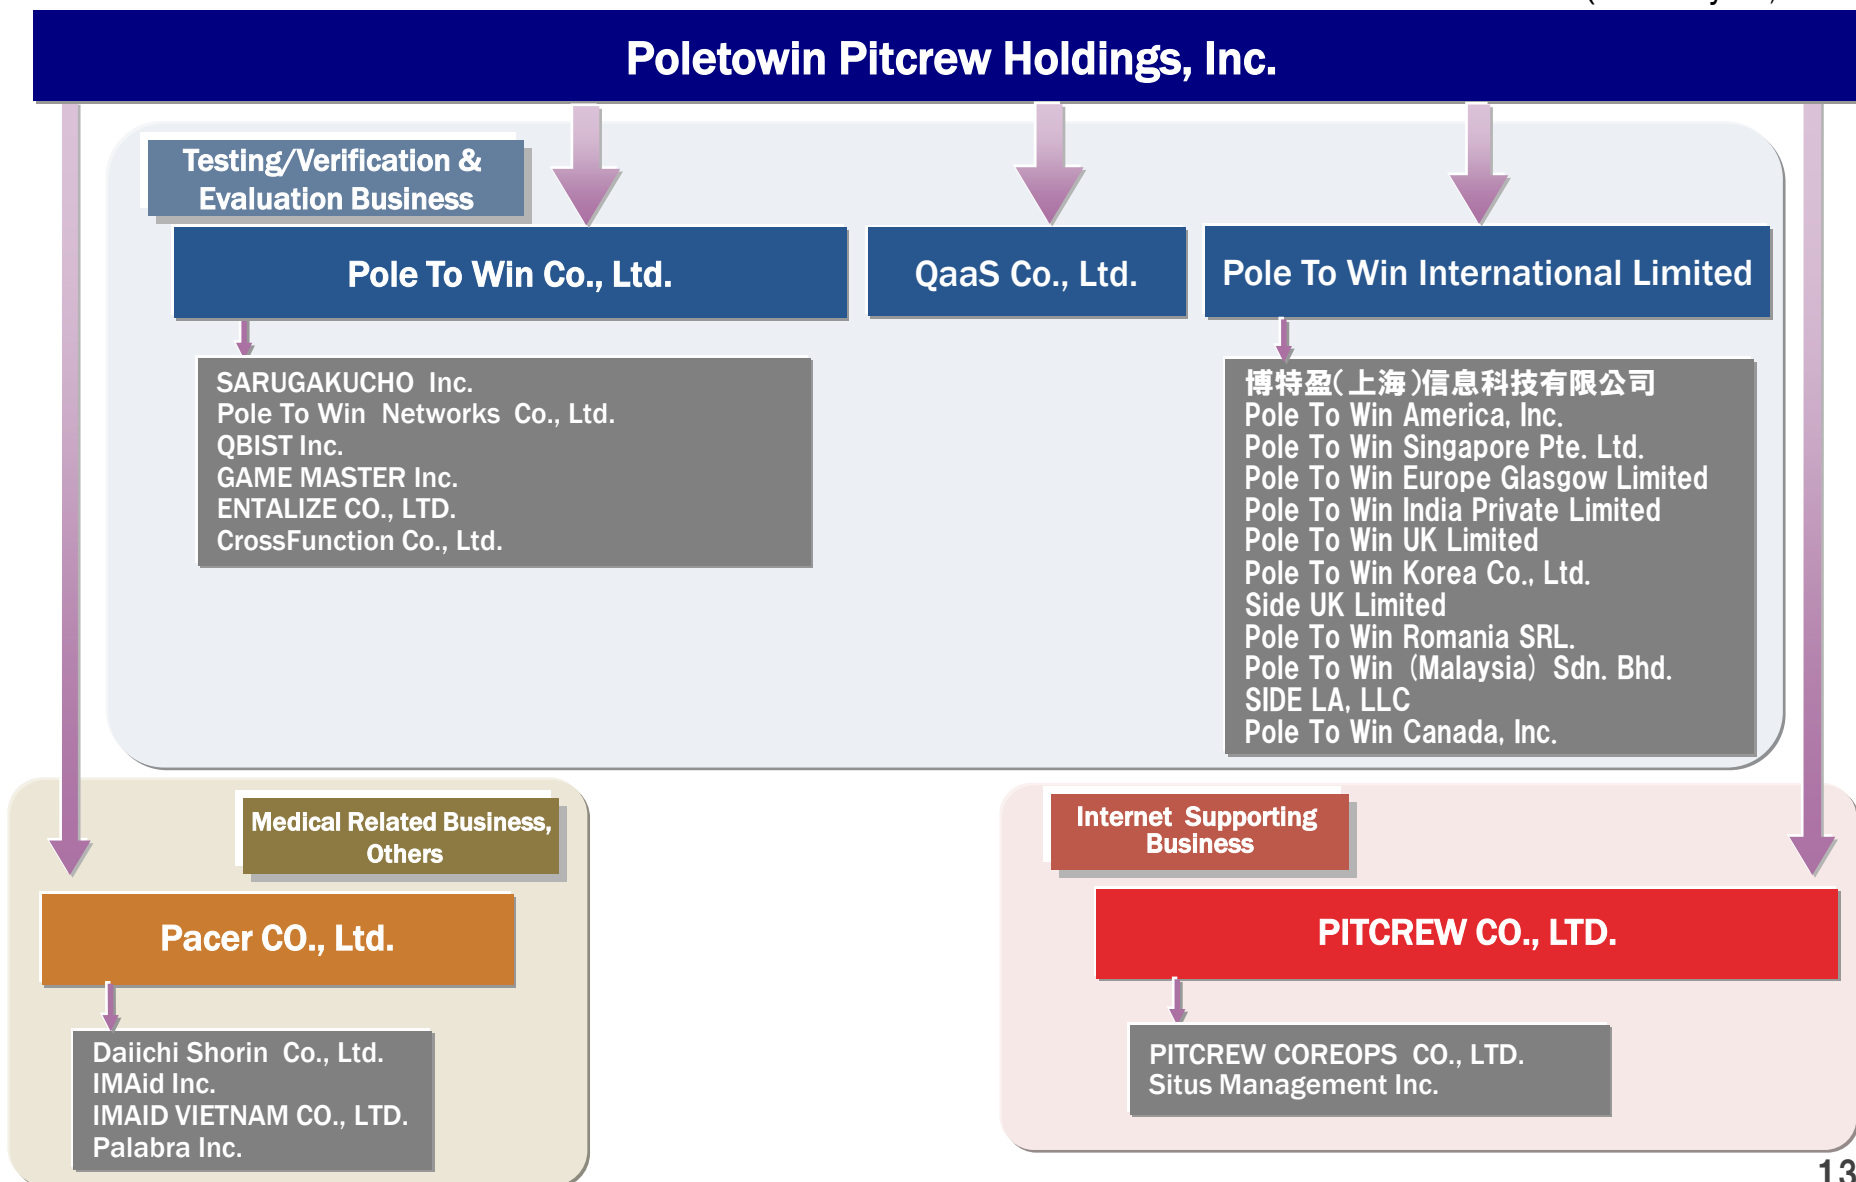 Poletowin Pitcrew Holdings, Inc.
Testing/Verification &
Evaluation Business
Pole To Win Co., Ltd.
QaaS Co., Ltd.
Pole To Win International Limited
SARUGAKUCHO Inc.
Pole To Win Networks Co., Ltd.
QBIST Inc.
GAME MASTER Inc.
ENTALIZE CO., LTD.
CrossFunction Co., Ltd.
博特盈(上海)信息科技有限公司
Pole To Win America, Inc.
Pole To Win Singapore Pte. Ltd.
Pole To Win Europe Glasgow Limited
Pole To Win India Private Limited
Pole To Win UK Limited
Pole To Win Korea Co., Ltd.
Side UK Limited
Pole To Win Romania SRL.
Pole To Win (Malaysia) Sdn. Bhd.
SIDE LA, LLC
Pole To Win Canada, Inc.
Medical Related Business,
Others
Pacer CO., Ltd.
Daiichi Shorin Co., Ltd.
IMAid Inc.
IMAID VIETNAM CO., LTD.
Palabra Inc.
Internet Supporting
Business
PITCREW CO., LTD.
PITCREW COREOPS CO., LTD.
Situs Management Inc.
13